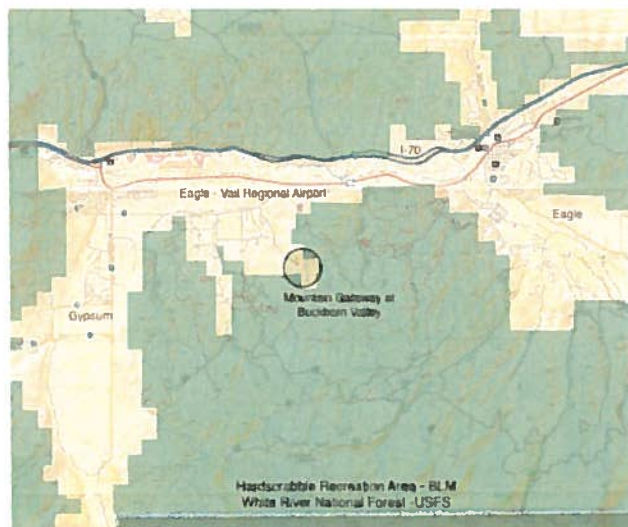 I-70
Eagle - Vail Regional Airport
Eagle
Mountain Gateway at
Buckhorn Valley
Gypsum
Hardscrabble Recreation Area - BLM
White River National Forest -USFS